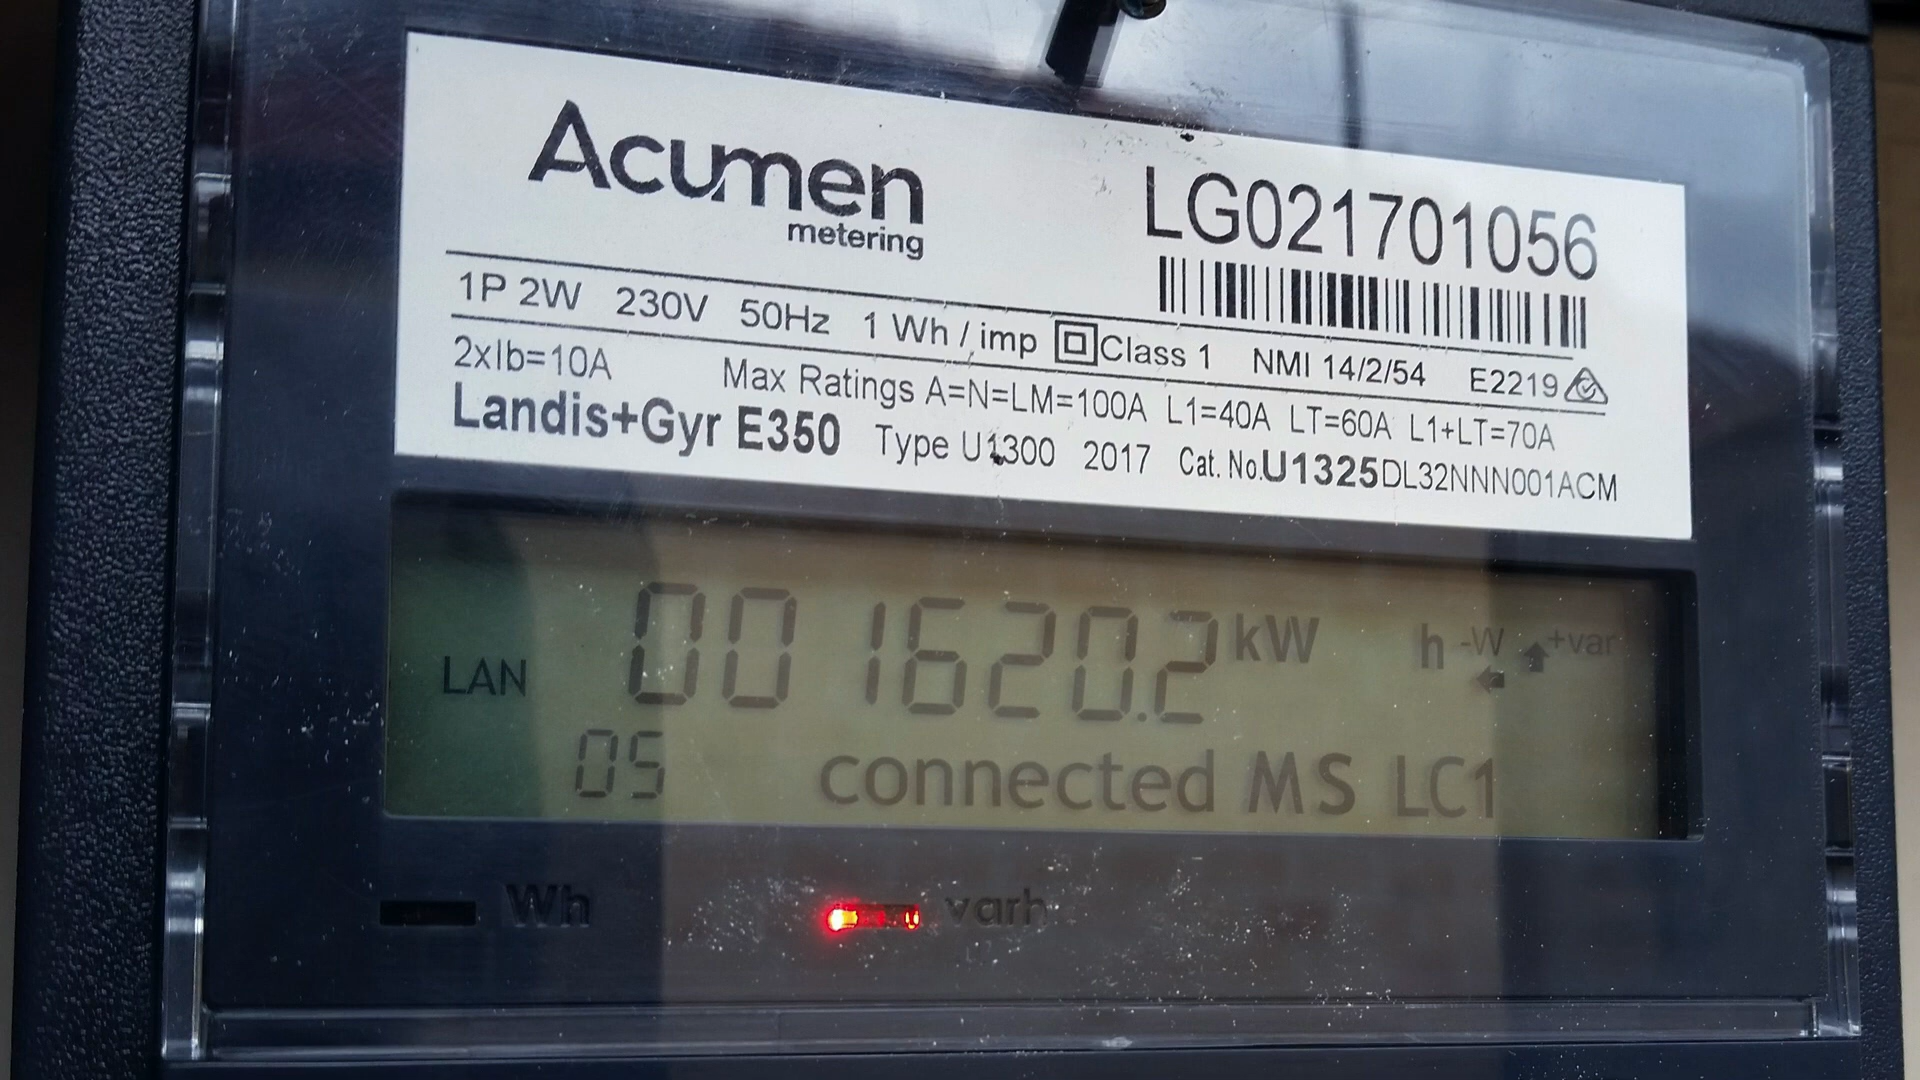 Acumen
metering
LG021701056
1P 2W 230V 50Hz 1 Wh / imp Class 1 NMI 14/2/54 E2219
2xIb=10A Max Ratings A=N=LM=100A L1=40A LT=60A L1+LT=70A
Landis+Gyr E350 Type U1300 2017 Cat. No.U1325DL32NNN001ACM
LAN 001620.2 kW h -W +var
05 connected MS LC1
Wh varh